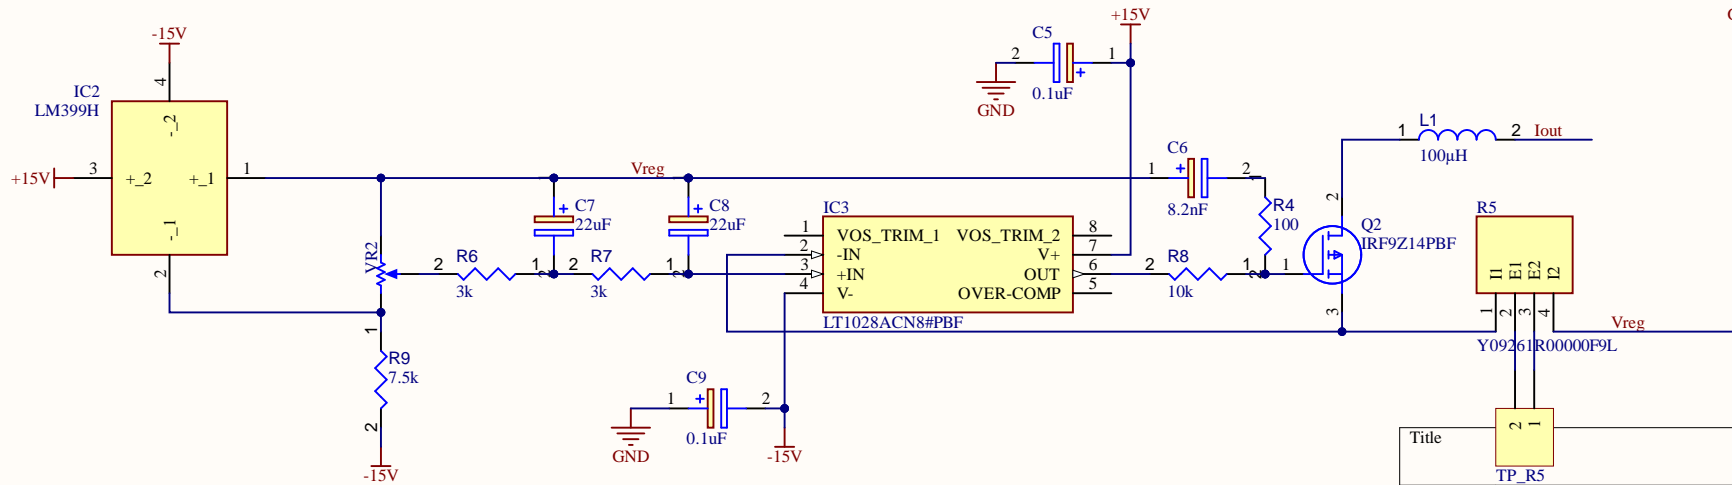 -15V
4
IC2
LM399H
-_2
+15V
3
+_2
+_1
1
-_1
2
VR2
Vreg
2
R6
1
3k
2
R7
1
3k
2
2
C7
22uF
C8
22uF
1
R9
7.5k
2
-15V
C9
1
2
0.1uF
GND
-15V
+15V
C5
2
1
0.1uF
GND
IC3
1
VOS_TRIM_1
VOS_TRIM_2
8
2
-IN
V+
7
3
+IN
OUT
6
4
V-
OVER-COMP
5
LT1028ACN8#PBF
C6
1
2
8.2nF
1
R4
100
2
2
R8
1
10k
1
2
Q2
IRF9Z14PBF
3
1
L1
2
Iout
100µH
R5
I1
E1
E2
I2
1
2
3
4
Vreg
Y09261R00000F9L
Title
2
1
TP_R5